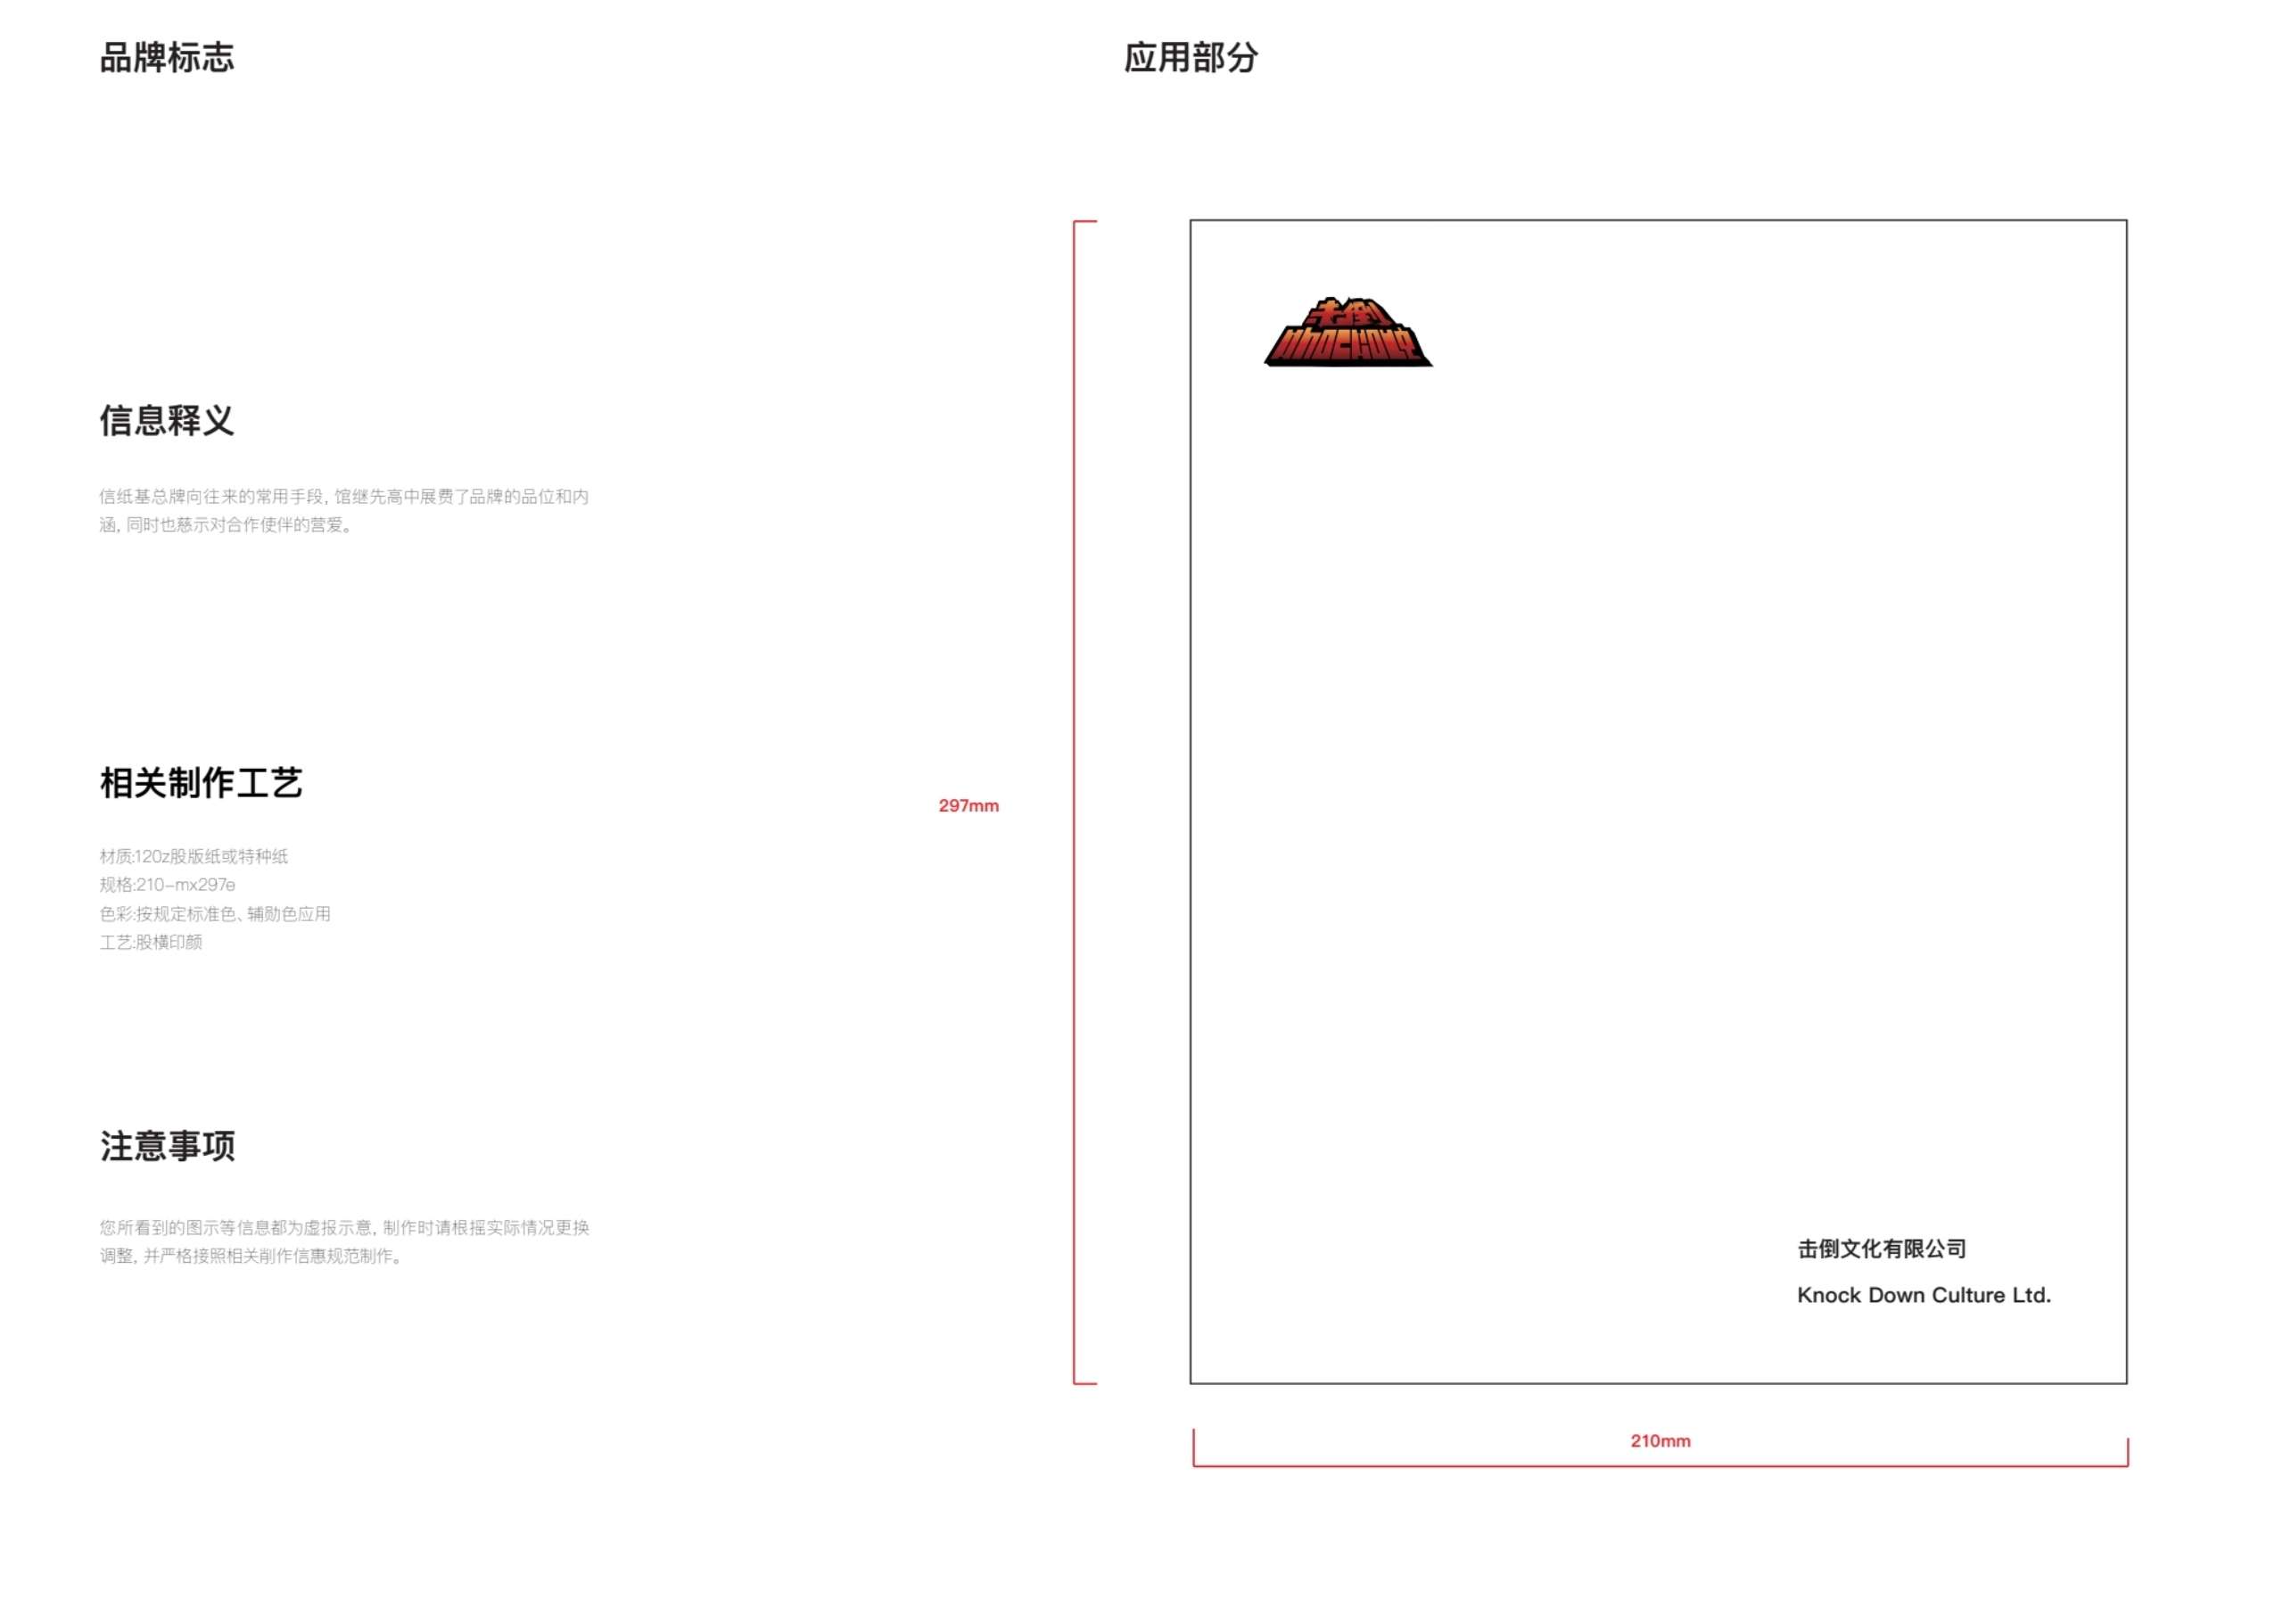 品牌标志
应用部分
信息释义
信纸基总牌向往来的常用手段, 馆继先高中展费了品牌的品位和内
涵, 同时也慈示对合作使伴的营爱。
相关制作工艺
材质:120z股版纸或特种纸
规格:210-mx297e
色彩:按规定标准色、辅勋色应用
工艺:股横印颜
注意事项
您所看到的图示等信息都为虚报示意, 制作时请根摇实际情况更换
调整, 并严格接照相关削作信惠规范制作。
297mm
击倒
knockdown
击倒文化有限公司
Knock Down Culture Ltd.
210mm